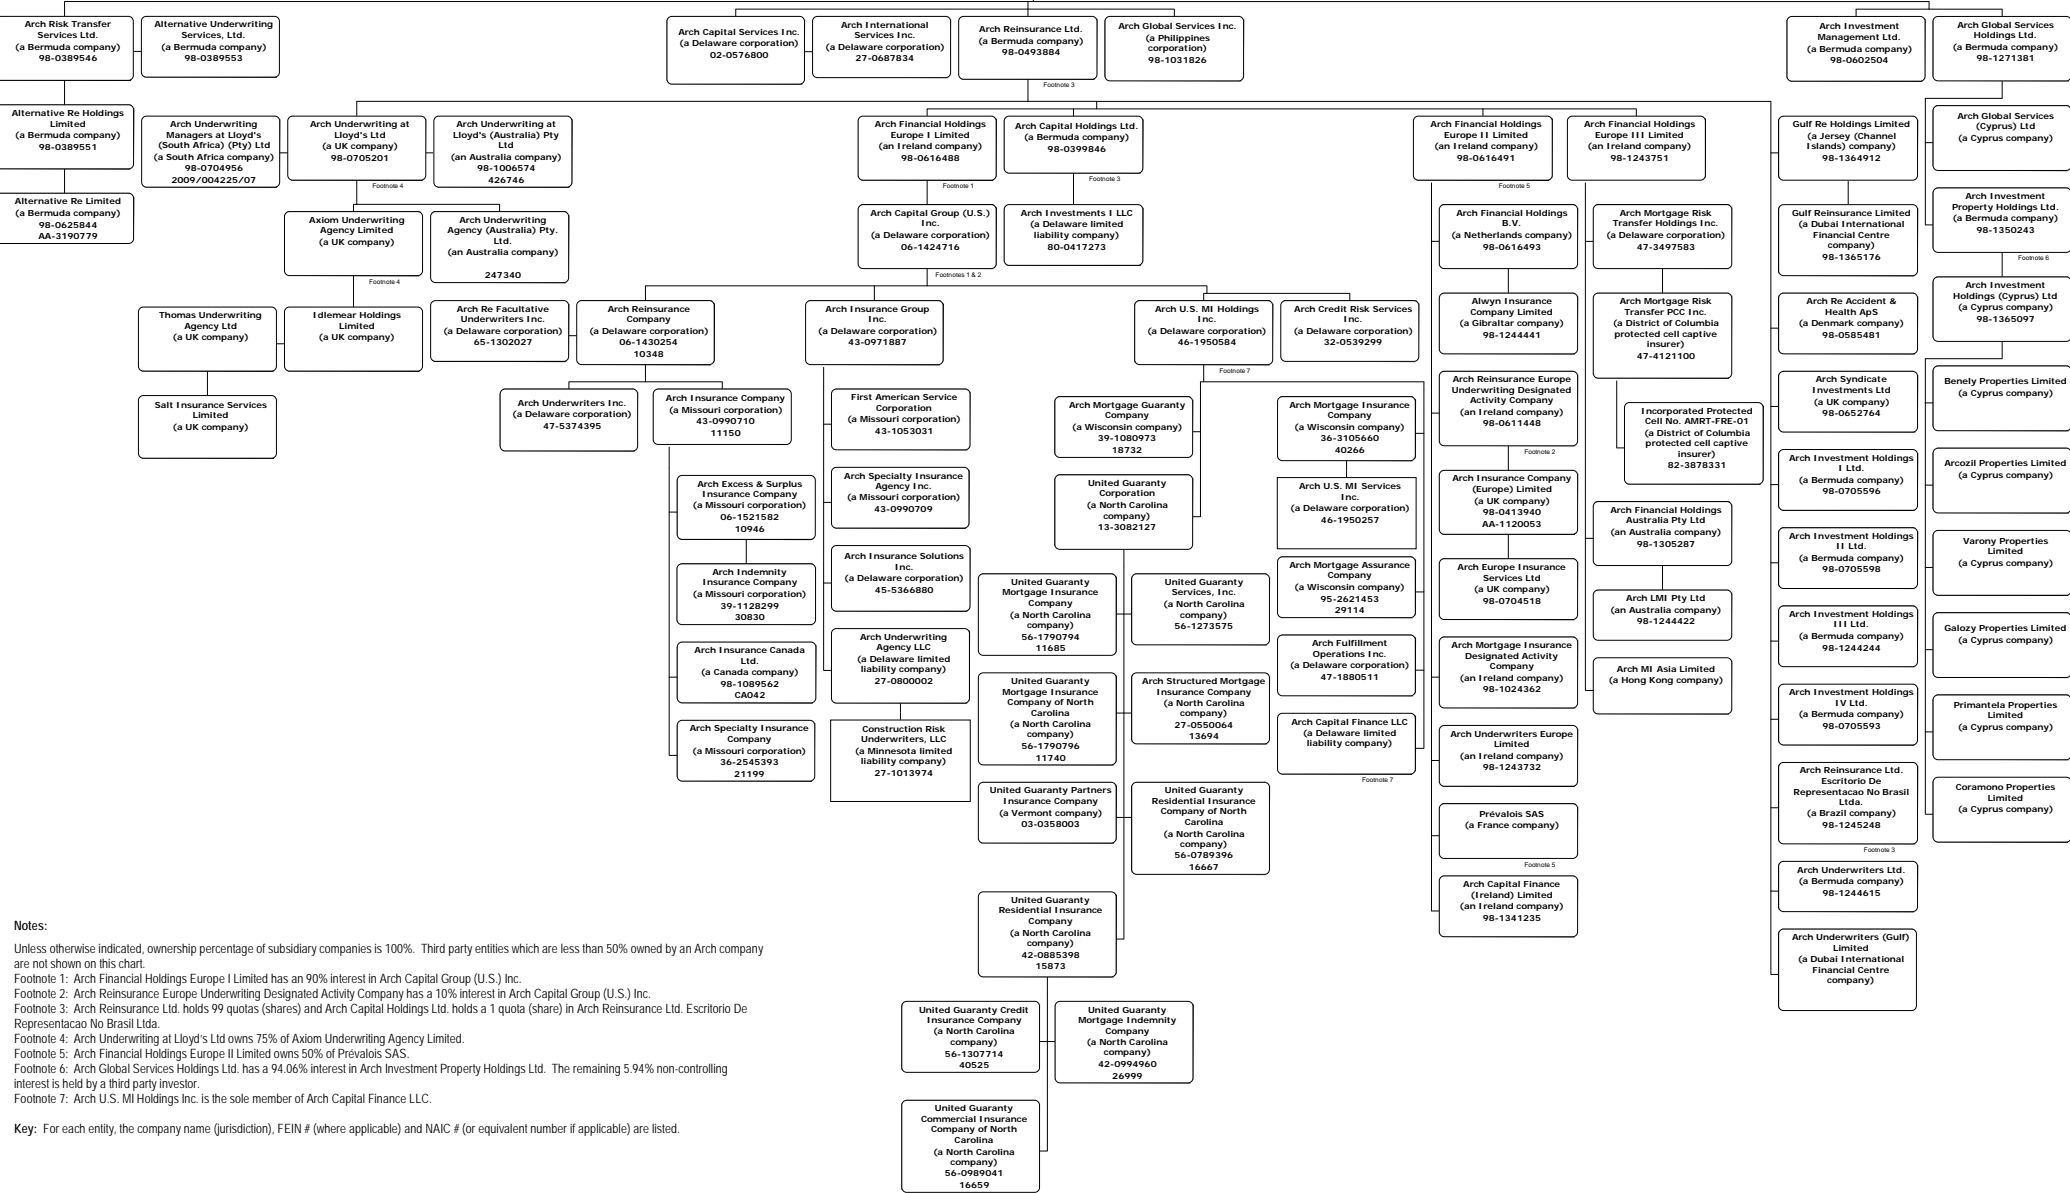 Arch Risk Transfer
Services Ltd.
(a Bermuda company)
98-0389546
Alternative Underwriting
Services, Ltd.
(a Bermuda company)
98-0389553
Arch Capital Services Inc.
(a Delaware corporation)
02-0576800
Arch International
Services Inc.
(a Delaware corporation)
27-0687834
Arch Reinsurance Ltd.
(a Bermuda company)
98-0493884
Footnote 3
Arch Global Services Inc.
(a Philippines
corporation)
98-1031826
Arch Investment
Management Ltd.
(a Bermuda company)
98-0602504
Arch Global Services
Holdings Ltd.
(a Bermuda company)
98-1271381
Alternative Re Holdings
Limited
(a Bermuda company)
98-0389551
Arch Underwriting
Managers at Lloyd's
(South Africa) (Pty) Ltd
(a South Africa company)
98-0704956
2009/004225/07
Arch Underwriting at
Lloyd's Ltd
(a UK company)
98-0705201
Footnote 4
Arch Underwriting at
Lloyd's (Australia) Pty
Ltd
(an Australia company)
98-1006574
426746
Arch Financial Holdings
Europe I Limited
(an Ireland company)
98-0616488
Footnote 1
Arch Capital Holdings Ltd.
(a Bermuda company)
98-0399846
Footnote 3
Arch Financial Holdings
Europe II Limited
(an Ireland company)
98-0616491
Footnote 5
Arch Financial Holdings
Europe III Limited
(an Ireland company)
98-1243751
Gulf Re Holdings Limited
(a Jersey (Channel
Islands) company)
98-1364912
Arch Global Services
(Cyprus) Ltd
(a Cyprus company)
Alternative Re Limited
(a Bermuda company)
98-0625844
AA-3190779
Axiom Underwriting
Agency Limited
(a UK company)
Footnote 4
Arch Underwriting
Agency (Australia) Pty.
Ltd.
(an Australia company)
247340
Arch Capital Group (U.S.)
Inc.
(a Delaware corporation)
06-1424716
Footnotes 1 & 2
Arch Investments I LLC
(a Delaware limited
liability company)
80-0417273
Arch Financial Holdings
B.V.
(a Netherlands company)
98-0616493
Arch Mortgage Risk
Transfer Holdings Inc.
(a Delaware corporation)
47-3497583
Gulf Reinsurance Limited
(a Dubai International
Financial Centre
company)
98-1365176
Arch Investment
Property Holdings Ltd.
(a Bermuda company)
98-1350243
Footnote 6
Thomas Underwriting
Agency Ltd
(a UK company)
Idlemear Holdings
Limited
(a UK company)
Arch Re Facultative
Underwriters Inc.
(a Delaware corporation)
65-1302027
Arch Reinsurance
Company
(a Delaware corporation)
06-1430254
10348
Arch Insurance Group
Inc.
(a Delaware corporation)
43-0971887
Arch U.S. MI Holdings
Inc.
(a Delaware corporation)
46-1950584
Footnote 7
Arch Credit Risk Services
Inc.
(a Delaware corporation)
32-0539299
Alwyn Insurance
Company Limited
(a Gibraltar company)
98-1244441
Arch Mortgage Risk
Transfer PCC Inc.
(a District of Columbia
protected cell captive
insurer)
47-4121100
Arch Re Accident &
Health ApS
(a Denmark company)
98-0585481
Arch Investment
Holdings (Cyprus) Ltd
(a Cyprus company)
98-1365097
Salt Insurance Services
Limited
(a UK company)
Arch Underwriters Inc.
(a Delaware corporation)
47-5374395
Arch Insurance Company
(a Missouri corporation)
43-0990710
11150
First American Service
Corporation
(a Missouri corporation)
43-1053031
Arch Mortgage Guaranty
Company
(a Wisconsin company)
39-1080973
18732
Arch Mortgage Insurance
Company
(a Wisconsin company)
36-3105660
40266
Arch Reinsurance Europe
Underwriting Designated
Activity Company
(an Ireland company)
98-0611448
Footnote 2
Incorporated Protected
Cell No. AMRT-FRE-01
(a District of Columbia
protected cell captive
insurer)
82-3878331
Arch Syndicate
Investments Ltd
(a UK company)
98-0652764
Benely Properties Limited
(a Cyprus company)
Arch Excess & Surplus
Insurance Company
(a Missouri corporation)
06-1521582
10946
Arch Specialty Insurance
Agency Inc.
(a Missouri corporation)
43-0990709
United Guaranty
Corporation
(a North Carolina
company)
13-3082127
Arch U.S. MI Services
Inc.
(a Delaware corporation)
46-1950257
Arch Insurance Company
(Europe) Limited
(a UK company)
98-0413940
AA-1120053
Arch Financial Holdings
Australia Pty Ltd
(an Australia company)
98-1305287
Arch Investment Holdings
I Ltd.
(a Bermuda company)
98-0705596
Arcozil Properties Limited
(a Cyprus company)
Arch Indemnity
Insurance Company
(a Missouri corporation)
39-1128299
30830
Arch Insurance Solutions
Inc.
(a Delaware corporation)
45-5366880
United Guaranty
Mortgage Insurance
Company
(a North Carolina
company)
56-1790794
11685
United Guaranty
Services, Inc.
(a North Carolina
company)
56-1273575
Arch Mortgage Assurance
Company
(a Wisconsin company)
95-2621453
29114
Arch Europe Insurance
Services Ltd
(a UK company)
98-0704518
Arch LMI Pty Ltd
(an Australia company)
98-1244422
Arch Investment Holdings
II Ltd.
(a Bermuda company)
98-0705598
Varony Properties
Limited
(a Cyprus company)
Arch Insurance Canada
Ltd.
(a Canada company)
98-1089562
CA042
Arch Underwriting
Agency LLC
(a Delaware limited
liability company)
27-0800002
United Guaranty
Mortgage Insurance
Company of North
Carolina
(a North Carolina
company)
56-1790796
11740
Arch Structured Mortgage
Insurance Company
(a North Carolina
company)
27-0550064
13694
Arch Fulfillment
Operations Inc.
(a Delaware corporation)
47-1880511
Arch Mortgage Insurance
Designated Activity
Company
(an Ireland company)
98-1024362
Arch MI Asia Limited
(a Hong Kong company)
Arch Investment Holdings
III Ltd.
(a Bermuda company)
98-1244244
Galozy Properties Limited
(a Cyprus company)
Arch Specialty Insurance
Company
(a Missouri corporation)
36-2545393
21199
Construction Risk
Underwriters, LLC
(a Minnesota limited
liability company)
27-1013974
United Guaranty Partners
Insurance Company
(a Vermont company)
03-0358003
United Guaranty
Residential Insurance
Company of North
Carolina
(a North Carolina
company)
56-0789396
16667
Arch Capital Finance LLC
(a Delaware limited
liability company)
Footnote 7
Arch Underwriters Europe
Limited
(an Ireland company)
98-1243732
Arch Investment Holdings
IV Ltd.
(a Bermuda company)
98-0705593
Primantela Properties
Limited
(a Cyprus company)
Prévalois SAS
(a France company)
Footnote 5
Arch Reinsurance Ltd.
Escritorio De
Representacao No Brasil
Ltda.
(a Brazil company)
98-1245248
Footnote 3
Coramono Properties
Limited
(a Cyprus company)
United Guaranty
Residential Insurance
Company
(a North Carolina
company)
42-0885398
15873
Arch Capital Finance
(Ireland) Limited
(an Ireland company)
98-1341235
Arch Underwriters Ltd.
(a Bermuda company)
98-1244615
Arch Underwriters (Gulf)
Limited
(a Dubai International
Financial Centre
company)
United Guaranty Credit
Insurance Company
(a North Carolina
company)
56-1307714
40525
United Guaranty
Mortgage Indemnity
Company
(a North Carolina
company)
42-0994960
26999
United Guaranty
Commercial Insurance
Company of North
Carolina
(a North Carolina
company)
56-0989041
16659
Notes:
Unless otherwise indicated, ownership percentage of subsidiary companies is 100%. Third party entities which are less than 50% owned by an Arch company
are not shown on this chart.
Footnote 1: Arch Financial Holdings Europe I Limited has an 90% interest in Arch Capital Group (U.S.) Inc.
Footnote 2: Arch Reinsurance Europe Underwriting Designated Activity Company has a 10% interest in Arch Capital Group (U.S.) Inc.
Footnote 3: Arch Reinsurance Ltd. holds 99 quotas (shares) and Arch Capital Holdings Ltd. holds a 1 quota (share) in Arch Reinsurance Ltd. Escritorio De
Representacao No Brasil Ltda.
Footnote 4: Arch Underwriting at Lloyd's Ltd owns 75% of Axiom Underwriting Agency Limited.
Footnote 5: Arch Financial Holdings Europe II Limited owns 50% of Prévalois SAS.
Footnote 6: Arch Global Services Holdings Ltd. has a 94.06% interest in Arch Investment Property Holdings Ltd. The remaining 5.94% non-controlling
interest is held by a third party investor.
Footnote 7: Arch U.S. MI Holdings Inc. is the sole member of Arch Capital Finance LLC.
Key: For each entity, the company name (jurisdiction), FEIN # (where applicable) and NAIC # (or equivalent number if applicable) are listed.